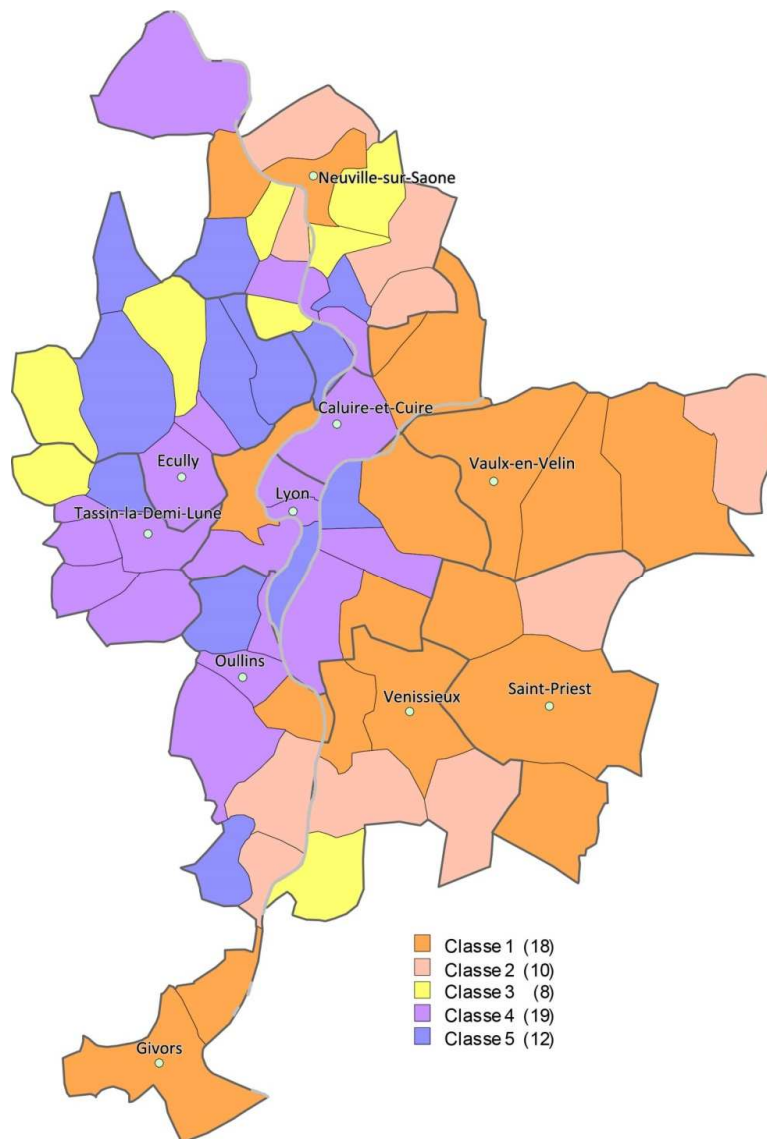 Neuville-sur-Saone
Caluire-et-Cuire
Ecully
Vaulx-en-Velin
Lyon
Tassin-la-Demi-Lune
Oullins
Venissieux
Saint-Priest
Givors
Classe 1 (18)
Classe 2 (10)
Classe 3 (8)
Classe 4 (19)
Classe 5 (12)